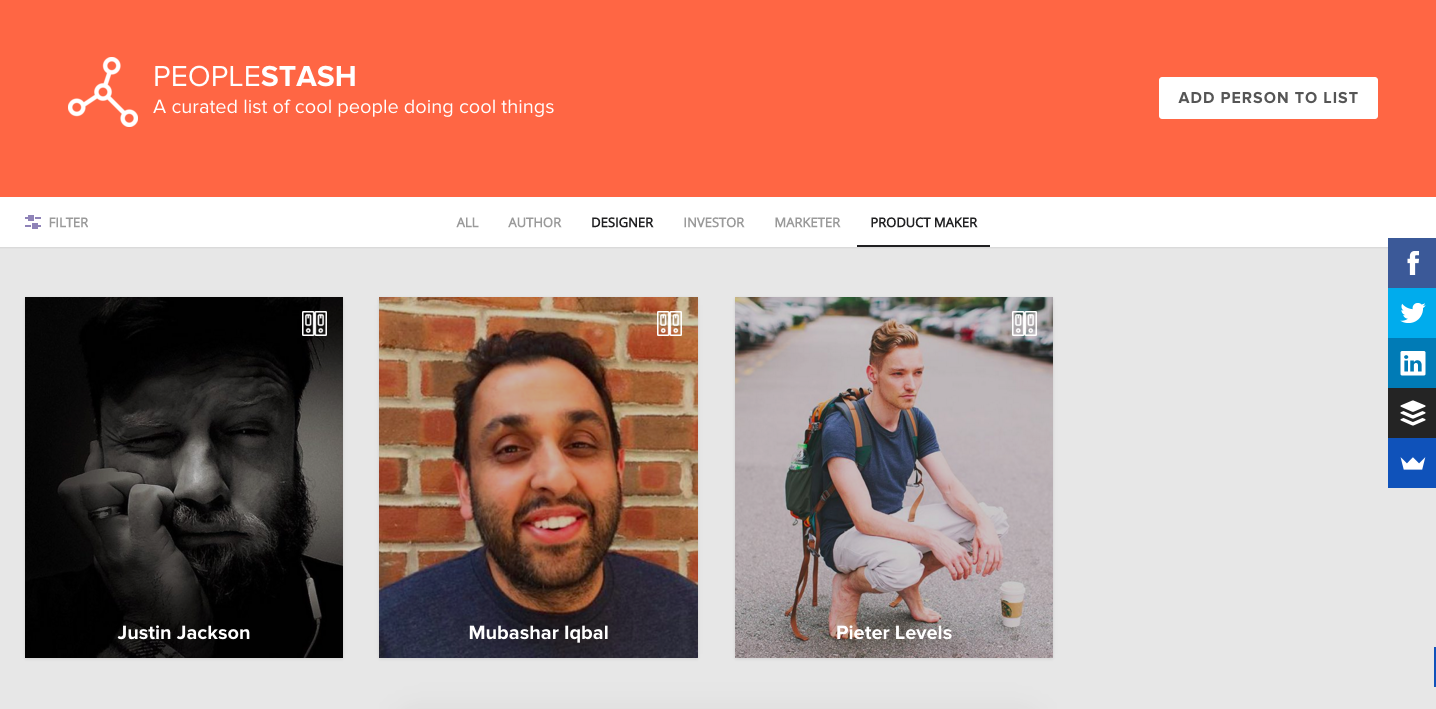 PEOPLESTASH
A curated list of cool people doing cool things
ADD PERSON TO LIST
FILTER
ALL
AUTHOR
DESIGNER
INVESTOR
MARKETER
PRODUCT MAKER
f
in
Justin Jackson
Mubashar Iqbal
Pieter Levels